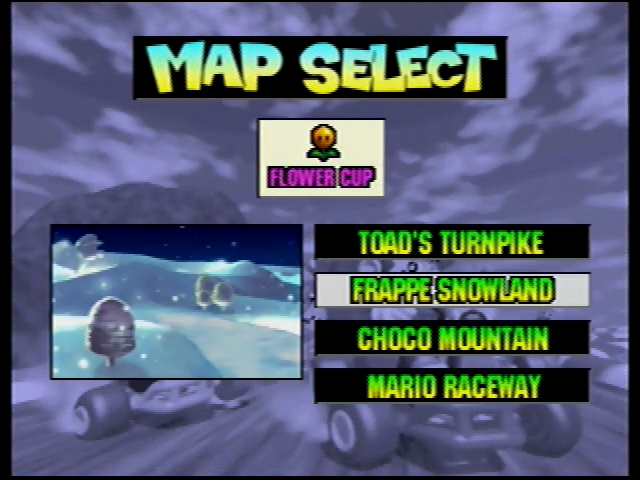 MAP SELECT
FLOWER CUP
TOAD'S TURNPIKE
FRAPPE SNOWLAND
CHOCO MOUNTAIN
MARIO RACEWAY